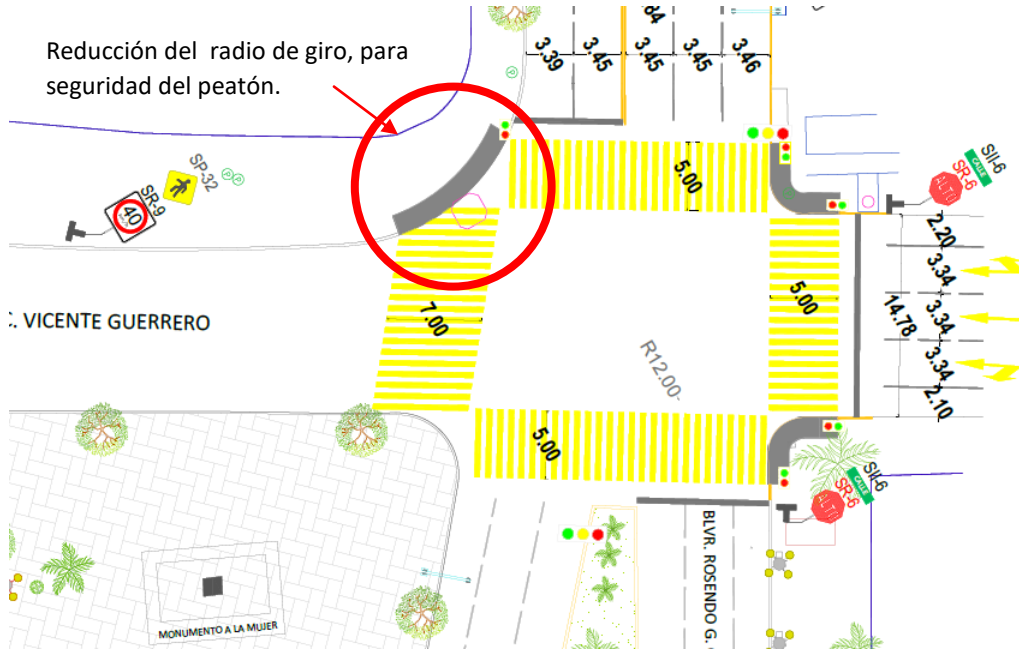 Reducción del radio de giro, para
seguridad del peatón.
3.39
3.45
3.45
3.45
3.46
SP-32
SR-9
40
5.00
SII-6
CALLE
SR-6
ALTO
2.20
3.34
3.34
3.34
2.10
14.78
5.00
C. VICENTE GUERRERO
7.00
R12.00
5.00
SII-6
CALLE
SR-6
ALTO
BLVR. ROSENDO G.
MONUMENTO A LA MUJER